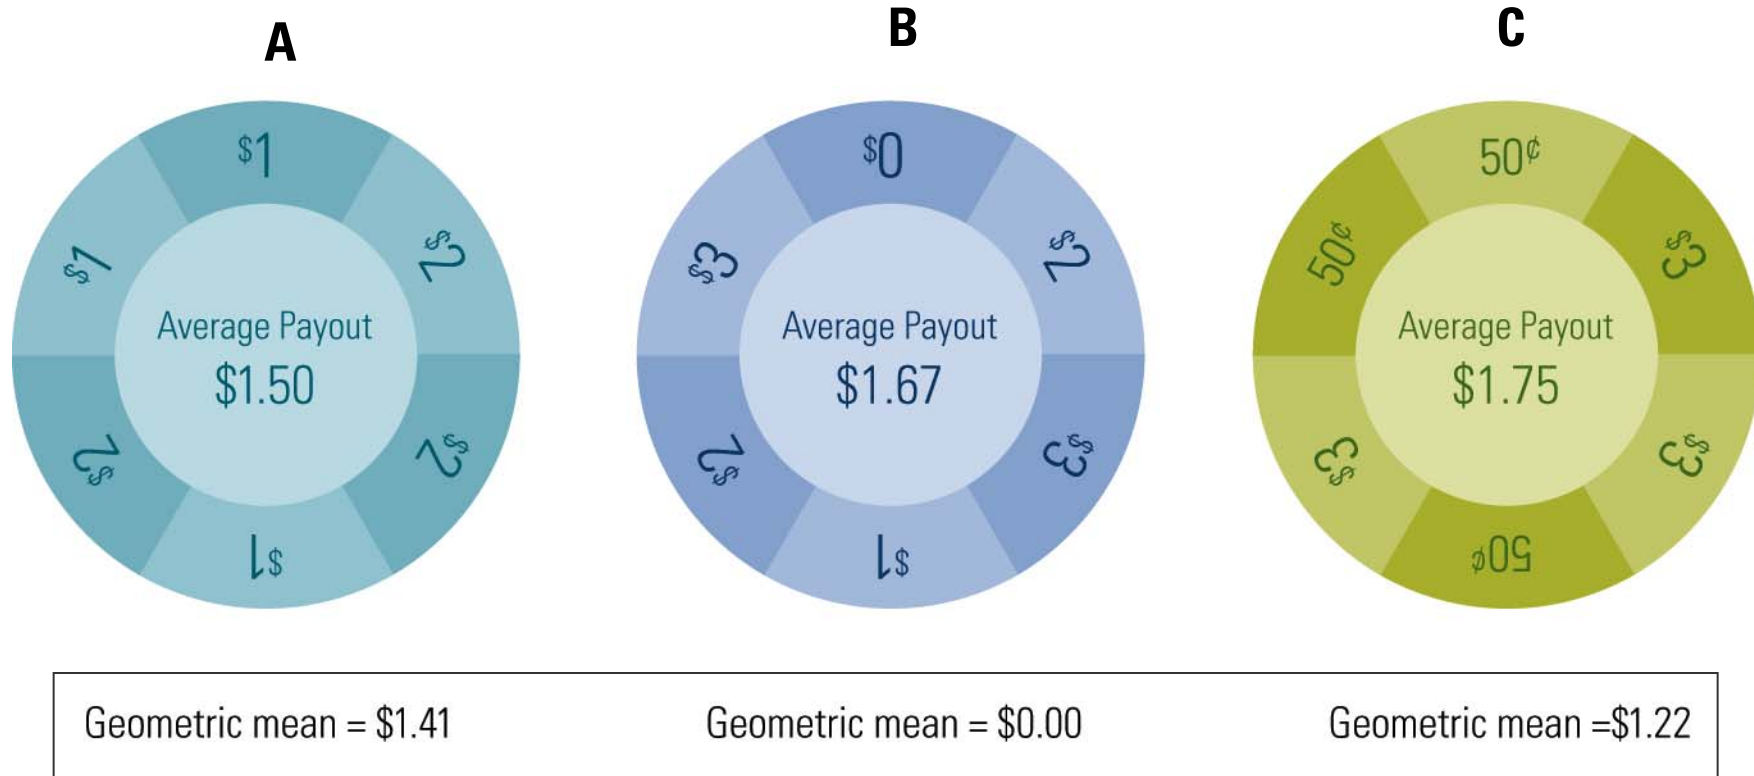 A
B
C
$1
$2
$2
$1
$2
$1
Average Payout
$1.50
$0
$2
$3
$1
$2
$3
Average Payout
$1.67
50¢
$3
$3
50¢
$3
50¢
Average Payout
$1.75
Geometric mean = $1.41
Geometric mean = $0.00
Geometric mean =$1.22